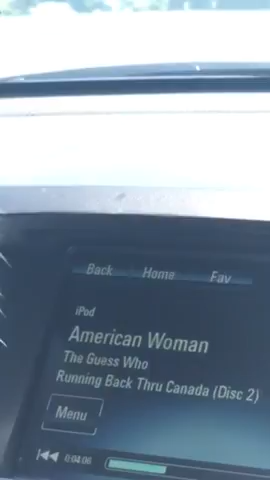 Back Home Fav
iPod
American Woman
The Guess Who
Running Back Thru Canada (Disc 2)
Menu
0:04:06